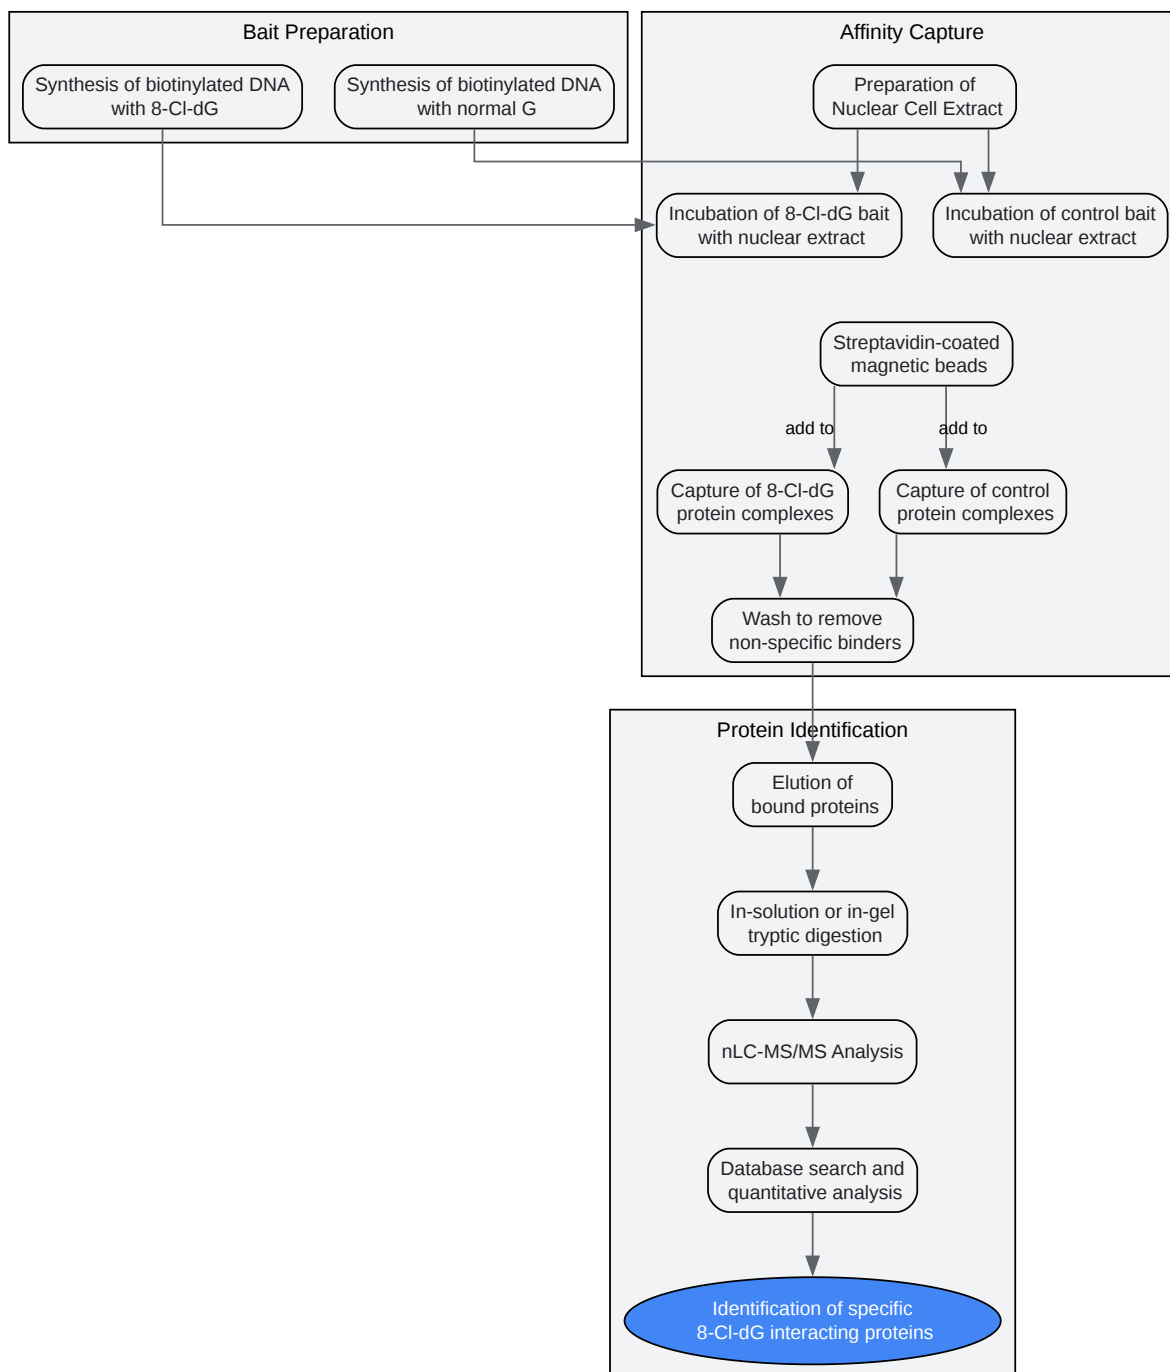 Bait Preparation
Synthesis of biotinylated DNA
with 8-Cl-dG
Synthesis of biotinylated DNA
with normal G
Affinity Capture
Preparation of
Nuclear Cell Extract
Incubation of 8-Cl-dG bait
with nuclear extract
Incubation of control bait
with nuclear extract
Streptavidin-coated
magnetic beads
add to
add to
Capture of 8-Cl-dG
protein complexes
Capture of control
protein complexes
Wash to remove
non-specific binders
Protein Identification
Elution of
bound proteins
In-solution or in-gel
tryptic digestion
nLC-MS/MS Analysis
Database search and
quantitative analysis
Identification of specific
8-Cl-dG interacting proteins